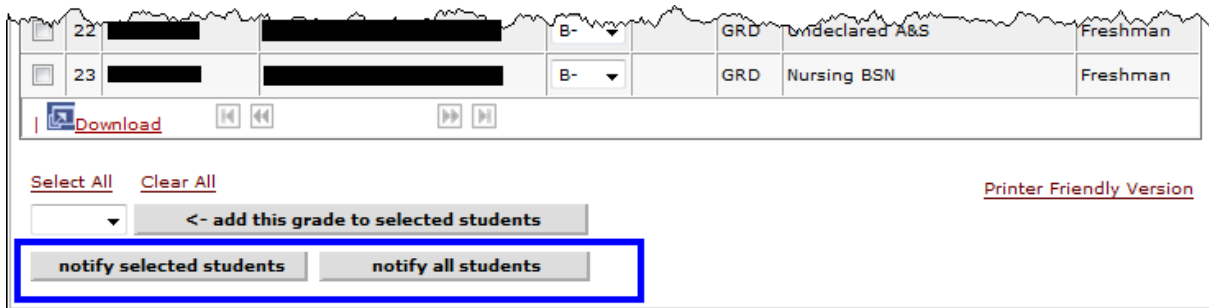 22 B- GRD Undeclared A&S Freshman
23 B- GRD Nursing BSN Freshman
| Download
Select All Clear All Printer Friendly Version
<- add this grade to selected students
notify selected students notify all students